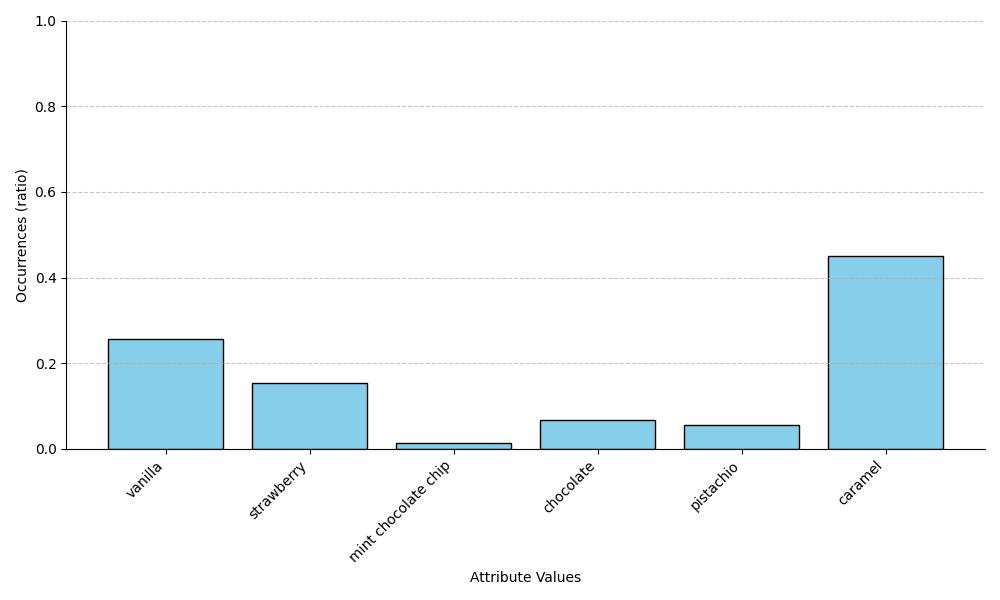 Occurrences (ratio)
1.0
0.8
0.6
0.4
0.2
0.0
vanilla
strawberry
mint chocolate chip
chocolate
pistachio
caramel
Attribute Values